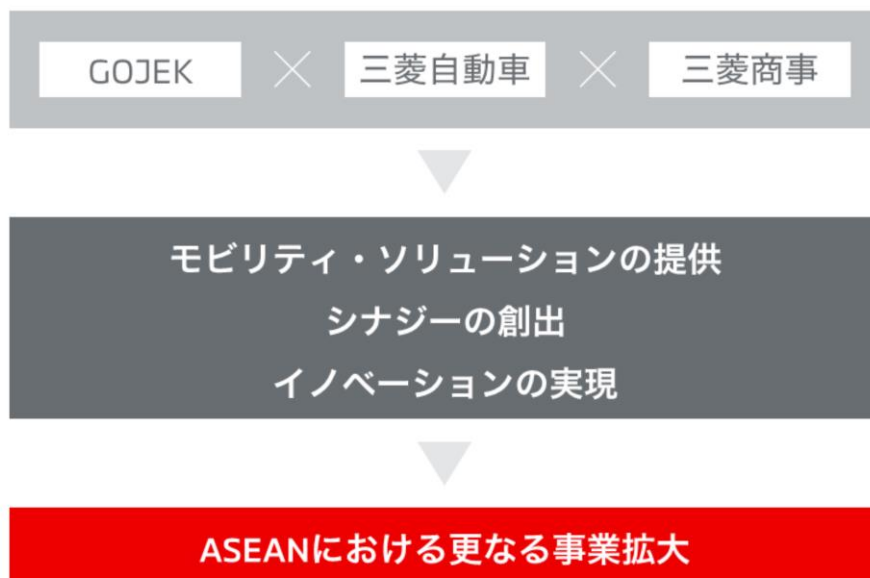 GOJEK × 三菱自動車 × 三菱商事
モビリティ・ソリューションの提供
シナジーの創出
イノベーションの実現
ASEANにおける更なる事業拡大